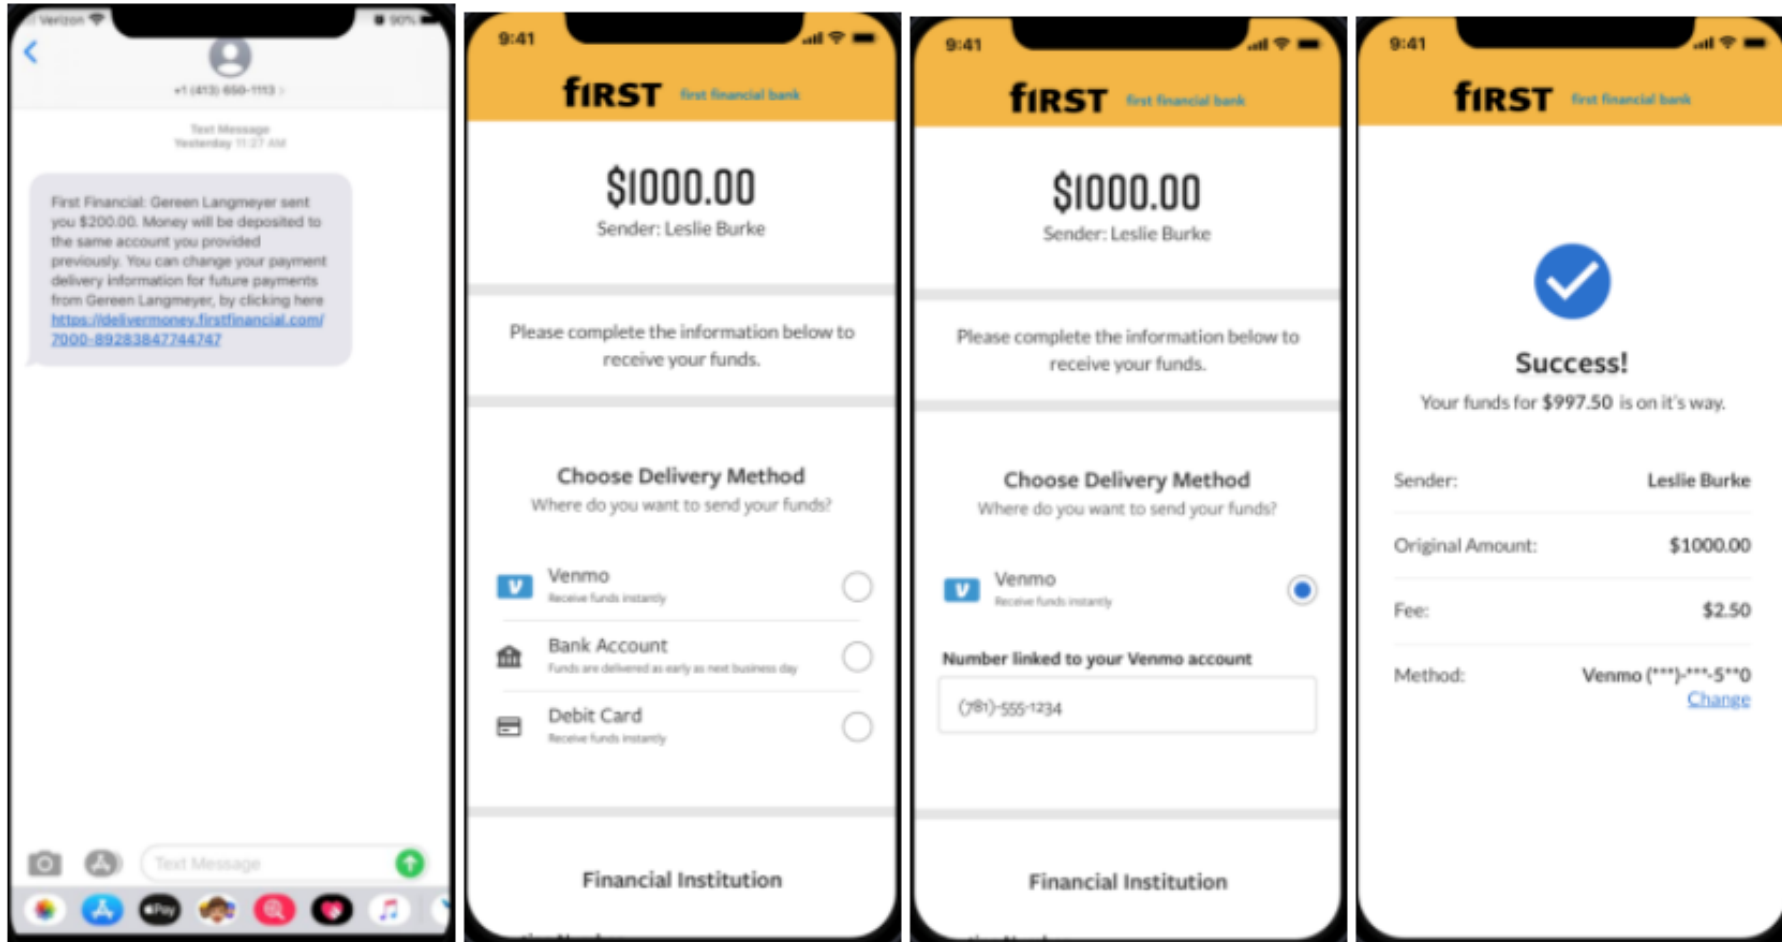 Verizon
90%
+1 (413) 650-1113
Text Message
Yesterday 11:27 AM
First Financial: Gereen Langmeyer sent
you $200.00. Money will be deposited to
the same account you provided
previously. You can change your payment
delivery information for future payments
from Gereen Langmeyer, by clicking here
https://delivermoney.firstfinancial.com/
7000-89283847744747
Text Message
Pay
9:41
fIRST first financial bank
$1000.00
Sender: Leslie Burke
Please complete the information below to
receive your funds.
Choose Delivery Method
Where do you want to send your funds?
Venmo
Receive funds instantly
Bank Account
Funds are delivered as early as next business day
Debit Card
Receive funds instantly
Financial Institution
9:41
fIRST first financial bank
$1000.00
Sender: Leslie Burke
Please complete the information below to
receive your funds.
Choose Delivery Method
Where do you want to send your funds?
Venmo
Receive funds instantly
Number linked to your Venmo account
(781)-555-1234
Financial Institution
9:41
fIRST first financial bank
Success!
Your funds for $997.50 is on it's way.
Sender: Leslie Burke
Original Amount: $1000.00
Fee: $2.50
Method: Venmo (***)-***-5**0
Change